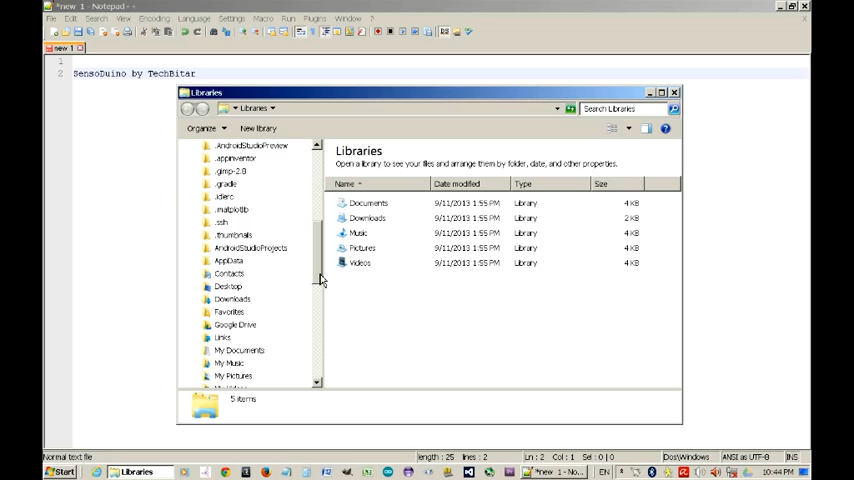 *new 1 - Notepad++
File Edit Search View Encoding Language Settings Macro Run Plugins Window ?
new 1
1
2 SensoDuino by TechBitar
Libraries
Libraries
Search Libraries
Organize New library
.AndroidStudioPreview
.appinventor
.gimp-2.8
.gradle
.idlerc
.matplotlib
.ssh
.thumbnails
AndroidStudioProjects
AppData
Contacts
Desktop
Downloads
Favorites
Google Drive
Links
My Documents
My Music
My Pictures
My Videos
Libraries
Open a library to see your files and arrange them by folder, date, and other properties.
Name Date modified Type Size
Documents 9/11/2013 1:55 PM Library 4 KB
Downloads 9/11/2013 1:55 PM Library 2 KB
Music 9/11/2013 1:55 PM Library 4 KB
Pictures 9/11/2013 1:55 PM Library 4 KB
Videos 9/11/2013 1:55 PM Library 4 KB
5 items
Normal text file length : 25 lines : 2 Ln : 2 Col : 1 Sel : 0 | 0 Dos\Windows ANSI as UTF-8 INS
Start Libraries *new 1 - No... EN 10:44 PM